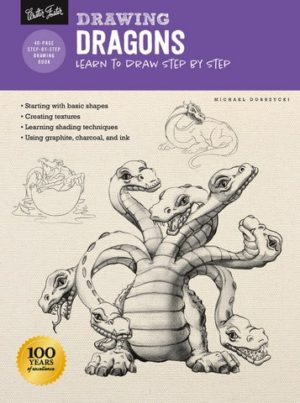 Walter Foster
40-PAGE
STEP-BY-STEP
DRAWING
BOOK
DRAWING
DRAGONS
LEARN TO DRAW STEP BY STEP
MICHAEL DOBRZYCKI
• Starting with basic shapes
• Creating textures
• Learning shading techniques
• Using graphite, charcoal, and ink
100
YEARS
of excellence